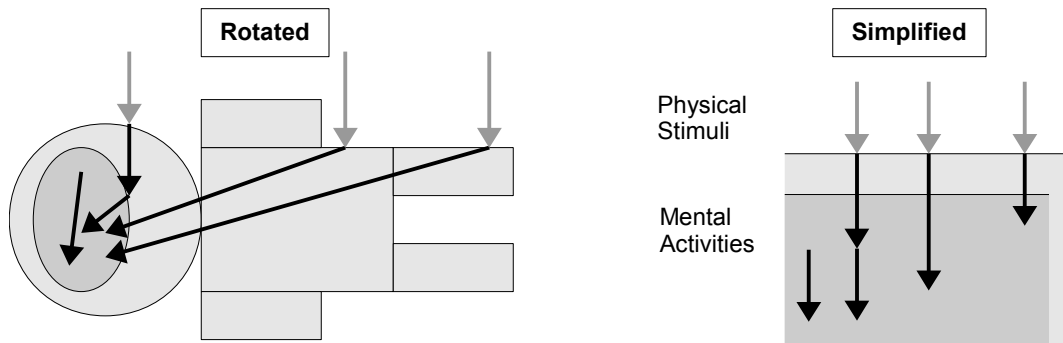 Rotated
Simplified
Physical
Stimuli
Mental
Activities